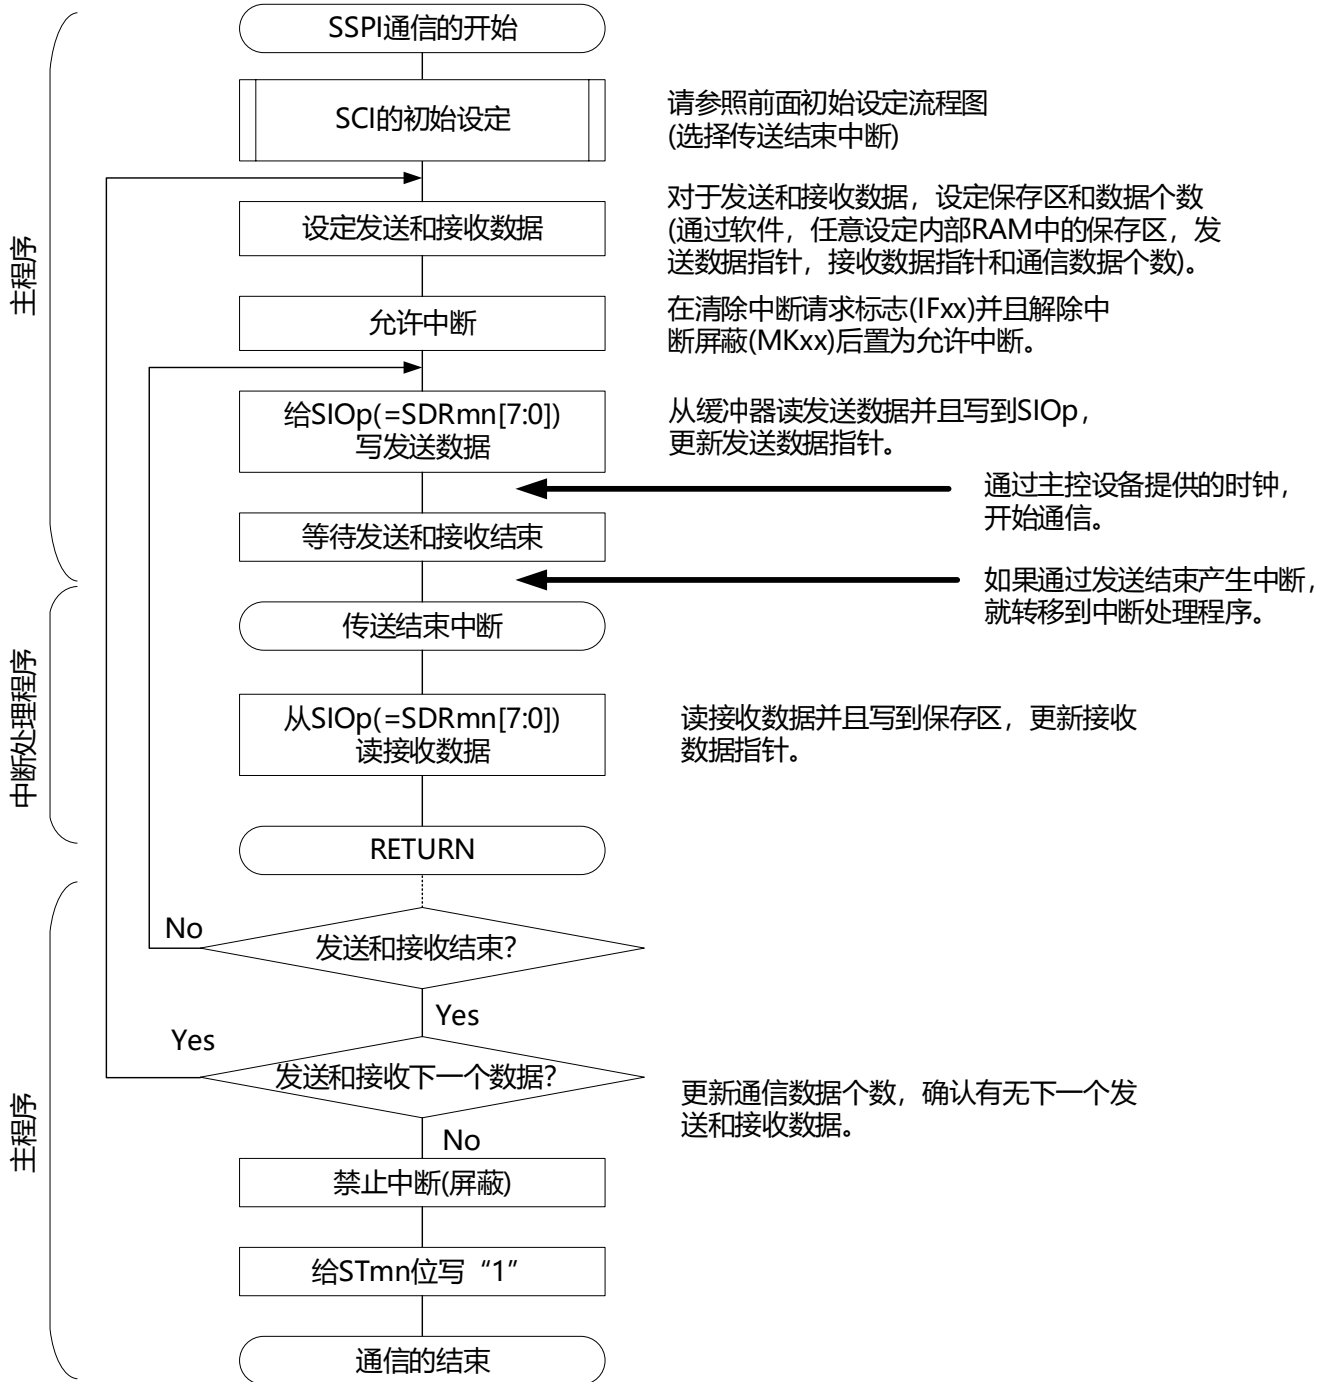 SSPI通信的开始
SCI的初始设定
请参照前面初始设定流程图
(选择传送结束中断)
设定发送和接收数据
对于发送和接收数据，设定保存区和数据个数
(通过软件，任意设定内部RAM中的保存区，发
送数据指针，接收数据指针和通信数据个数)。
主程序
允许中断
在清除中断请求标志(IFxx)并且解除中
断屏蔽(MKxx)后置为允许中断。
给SIOp(=SDRmn[7:0])
写发送数据
从缓冲器读发送数据并且写到SIOp，
更新发送数据指针。
通过主控设备提供的时钟，
开始通信。
等待发送和接收结束
如果通过发送结束产生中断，
就转移到中断处理程序。
传送结束中断
中断处理程序
从SIOp(=SDRmn[7:0])
读接收数据
读接收数据并且写到保存区，更新接收
数据指针。
RETURN
No
发送和接收结束?
Yes
Yes
发送和接收下一个数据?
更新通信数据个数，确认有无下一个发
送和接收数据。
No
主程序
禁止中断(屏蔽)
给STmn位写“1”
通信的结束